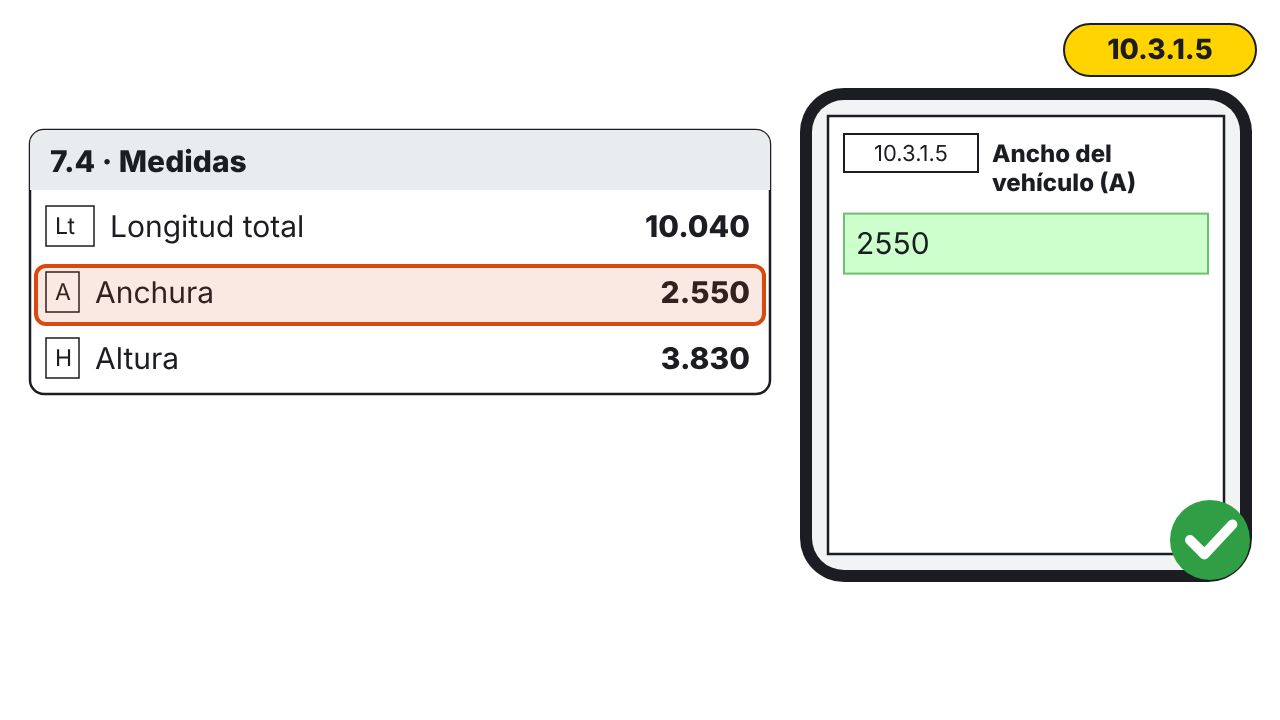 10.3.1.5
7.4 · Medidas
Lt Longitud total 10.040
A Anchura 2.550
H Altura 3.830
10.3.1.5 Ancho del
vehículo (A)
2550